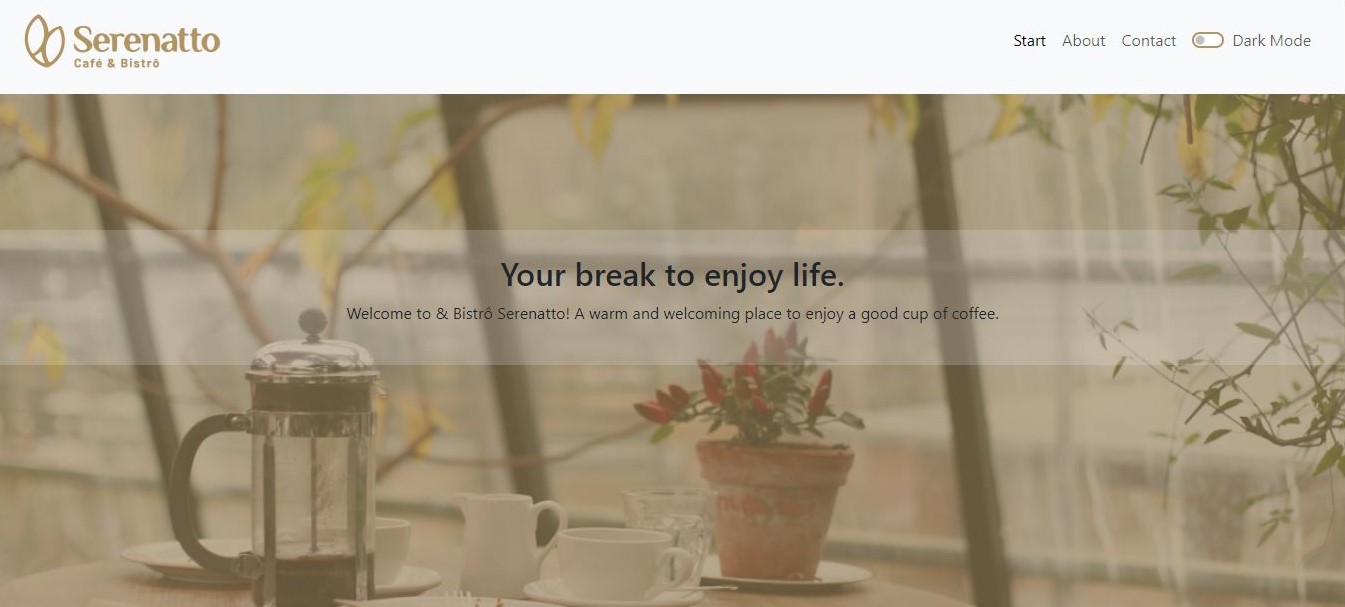 Serenatto
Café & Bistrô
Start About Contact Dark Mode
Your break to enjoy life.
Welcome to & Bistrô Serenatto! A warm and welcoming place to enjoy a good cup of coffee.